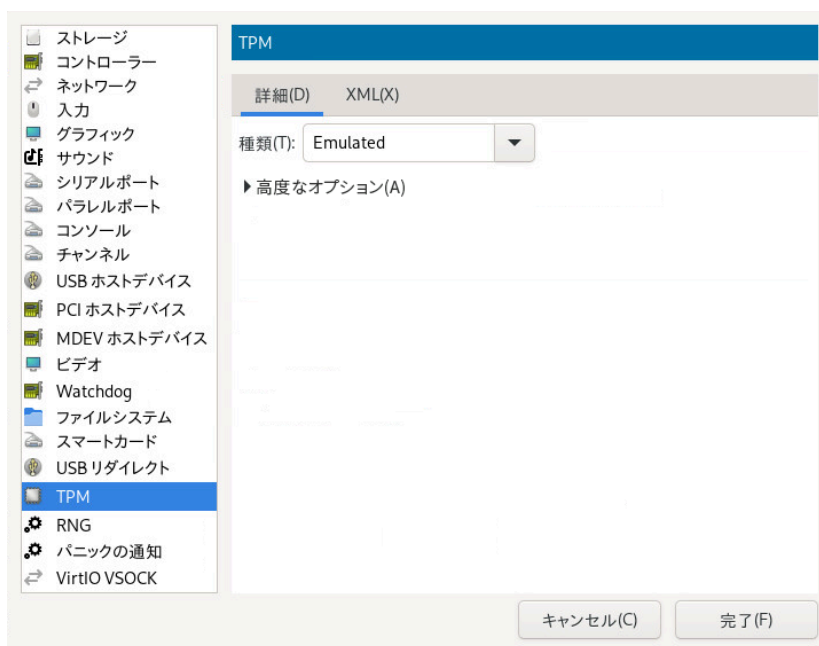 ストレージ
コントローラー
ネットワーク
入力
グラフィック
サウンド
シリアルポート
パラレルポート
コンソール
チャンネル
USB ホストデバイス
PCI ホストデバイス
MDEV ホストデバイス
ビデオ
Watchdog
ファイルシステム
スマートカード
USB リダイレクト
TPM
RNG
パニックの通知
VirtIO VSOCK
TPM
詳細(D) XML(X)
種類(T): Emulated
高度なオプション(A)
キャンセル(C) 完了(F)